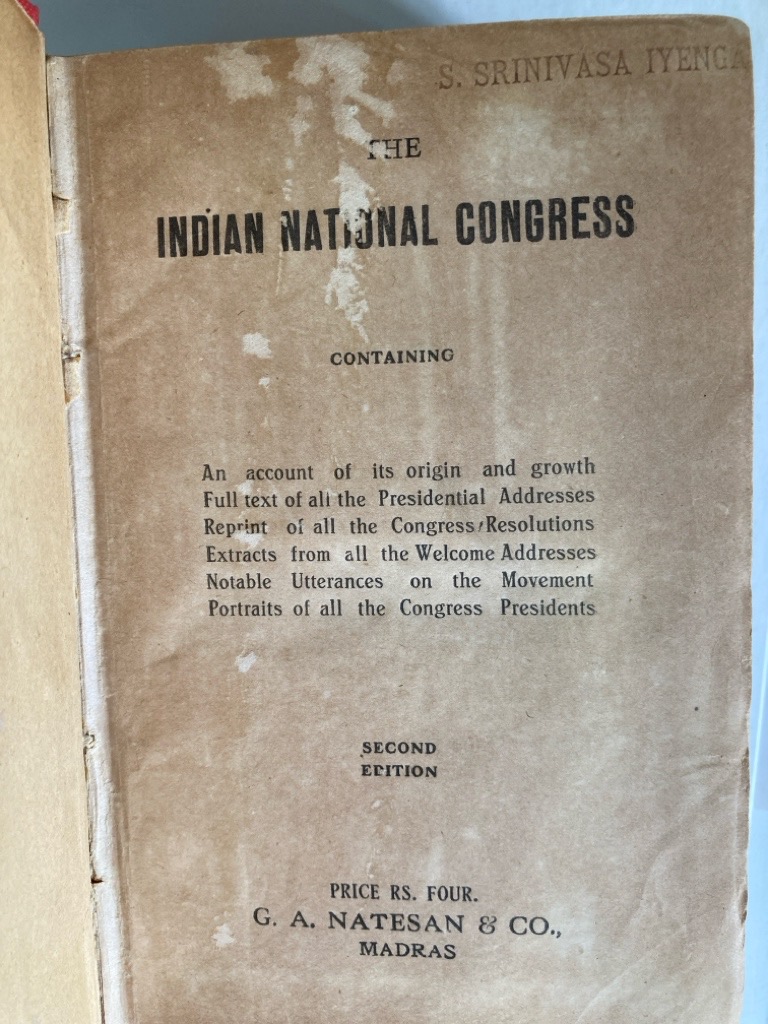 S. SRINIVASA IYENGA
THE
INDIAN NATIONAL CONGRESS
CONTAINING
An account of its origin and growth
Full text of all the Presidential Addresses
Reprint of all the Congress Resolutions
Extracts from all the Welcome Addresses
Notable Utterances on the Movement
Portraits of all the Congress Presidents
SECOND
EDITION
PRICE RS. FOUR.
G. A. NATESAN & CO.,
MADRAS